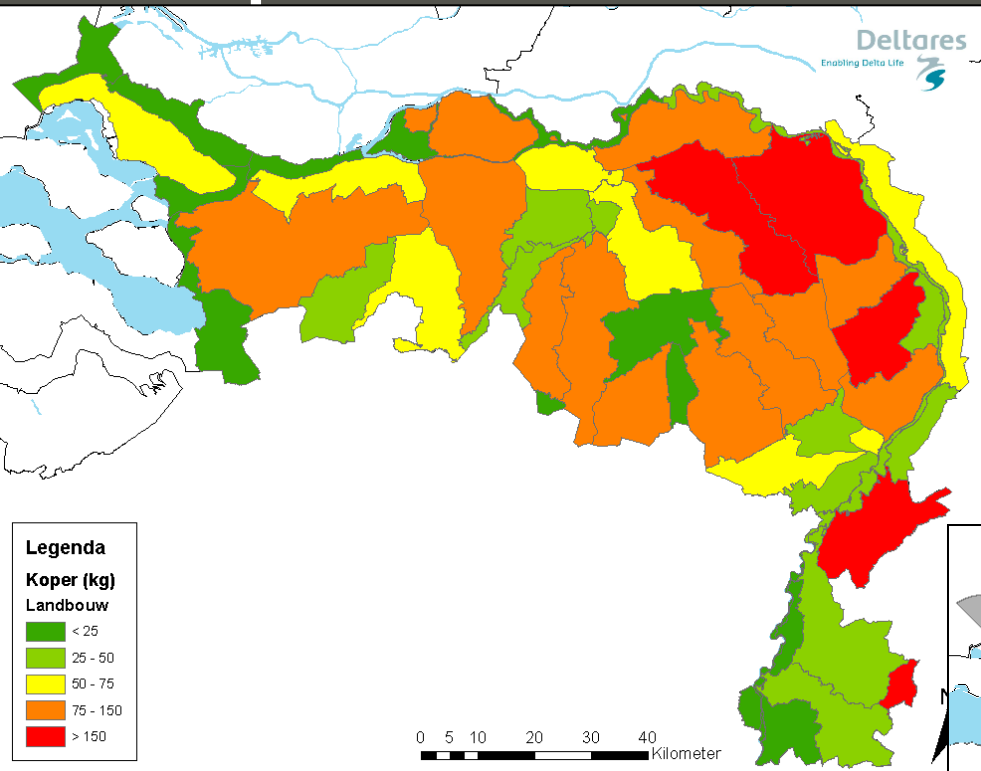 Deltares
Enabling Delta Life
Legenda
Koper (kg)
Landbouw
< 25
25 - 50
50 - 75
75 - 150
> 150
0 5 10 20 30 40
Kilometer
N